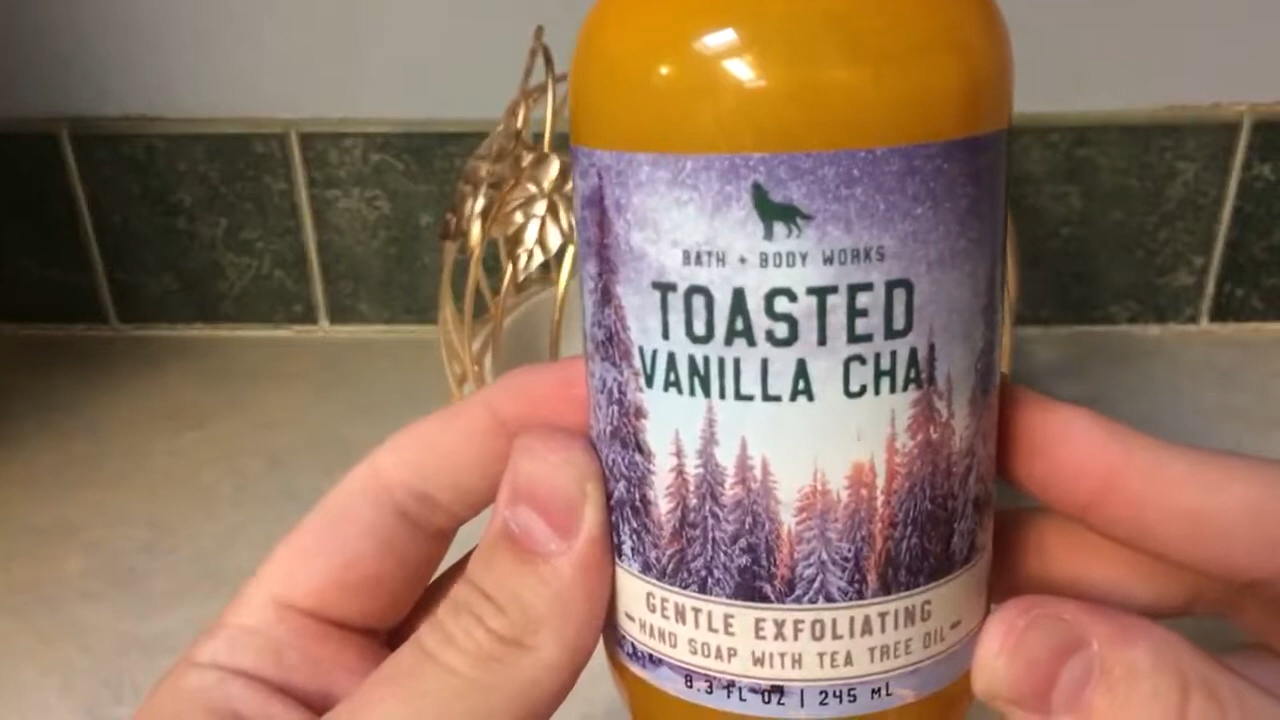 BATH + BODY WORKS
TOASTED
VANILLA CHAI
GENTLE EXFOLIATING
HAND SOAP WITH TEA TREE OIL
8.3 FL OZ | 245 mL